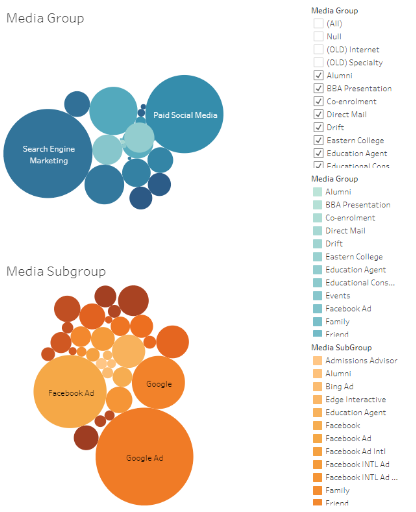 Media Group
Search Engine
Marketing
Paid Social Media
Media Subgroup
Facebook Ad
Google
Google Ad
Media Group
(All)
Null
(OLD) Internet
(OLD) Specialty
Alumni
BBA Presentation
Co-enrolment
Direct Mail
Drift
Eastern College
Education Agent
Educational Cons
Media Group
Alumni
BBA Presentation
Co-enrolment
Direct Mail
Drift
Eastern College
Education Agent
Educational Cons...
Events
Facebook Ad
Family
Friend
Media SubGroup
Admissions Advisor
Alumni
Bing Ad
Edge Interactive
Education Agent
Facebook
Facebook Ad
Facebook Ad Intl
Facebook INTL Ad
Facebook INTL Ad ...
Family
Friend